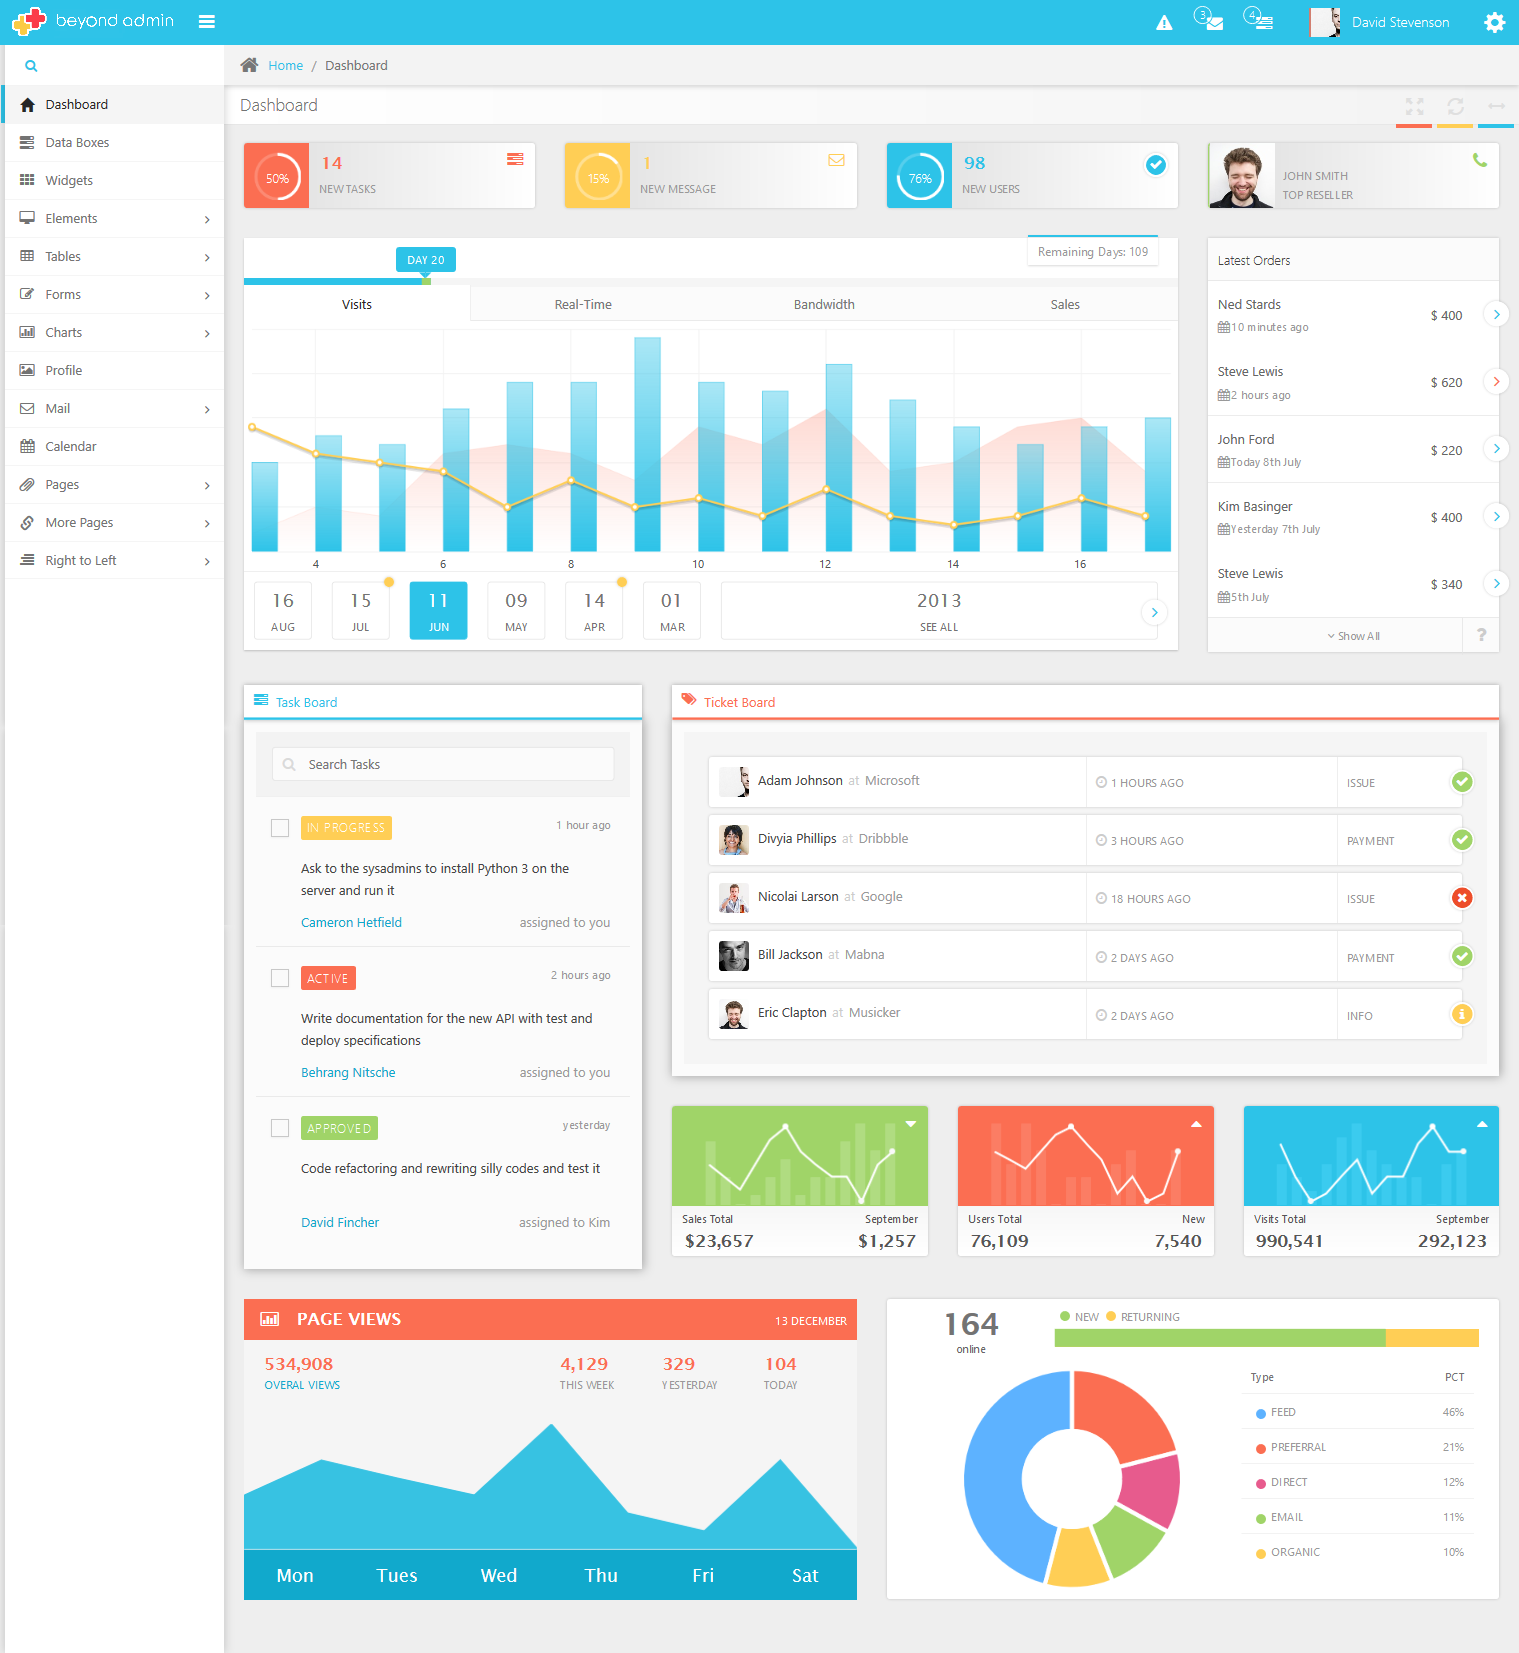 beyond admin
3
4
David Stevenson
Home / Dashboard
Dashboard
Data Boxes
Widgets
Elements
Tables
Forms
Charts
Profile
Mail
Calendar
Pages
More Pages
Right to Left
Dashboard
50%
14
NEW TASKS
15%
1
NEW MESSAGE
76%
98
NEW USERS
JOHN SMITH
TOP RESELLER
DAY 20
Remaining Days: 109
Visits
Real-Time
Bandwidth
Sales
4 6 8 10 12 14 16
16
AUG
15
JUL
11
JUN
09
MAY
14
APR
01
MAR
2013
SEE ALL
Latest Orders
Ned Stards
10 minutes ago
$ 400
Steve Lewis
2 hours ago
$ 620
John Ford
Today 8th July
$ 220
Kim Basinger
Yesterday 7th July
$ 400
Steve Lewis
5th July
$ 340
Show All
?
Task Board
Search Tasks
IN PROGRESS
1 hour ago
Ask to the sysadmins to install Python 3 on the
server and run it
Cameron Hetfield
assigned to you
ACTIVE
2 hours ago
Write documentation for the new API with test and
deploy specifications
Behrang Nitsche
assigned to you
APPROVED
yesterday
Code refactoring and rewriting silly codes and test it
David Fincher
assigned to Kim
Ticket Board
Adam Johnson at Microsoft
1 HOURS AGO
ISSUE
Divyia Phillips at Dribbble
3 HOURS AGO
PAYMENT
Nicolai Larson at Google
18 HOURS AGO
ISSUE
Bill Jackson at Mabna
2 DAYS AGO
PAYMENT
Eric Clapton at Musicker
2 DAYS AGO
INFO
Sales Total
September
$23,657
$1,257
Users Total
New
76,109
7,540
Visits Total
September
990,541
292,123
PAGE VIEWS
13 DECEMBER
534,908
OVERAL VIEWS
4,129
THIS WEEK
329
YESTERDAY
104
TODAY
Mon Tues Wed Thu Fri Sat
164
online
NEW RETURNING
Type PCT
FEED 46%
PREFERRAL 21%
DIRECT 12%
EMAIL 11%
ORGANIC 10%